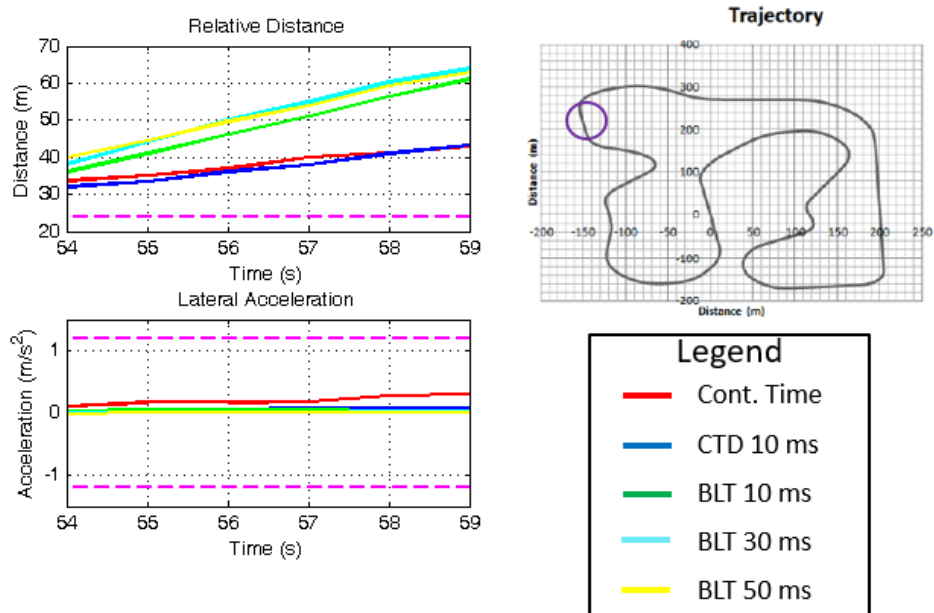 Relative Distance
70
60
50
40
30
20
Distance (m)
54 55 56 57 58 59
Time (s)
Lateral Acceleration
1
0
-1
Acceleration (m/s²)
54 55 56 57 58 59
Time (s)
Trajectory
400
300
200
100
0
-100
-200
Distance (m)
-200 -150 -100 -50 0 50 100 150 200 250
Distance (m)
Legend
Cont. Time
CTD 10 ms
BLT 10 ms
BLT 30 ms
BLT 50 ms